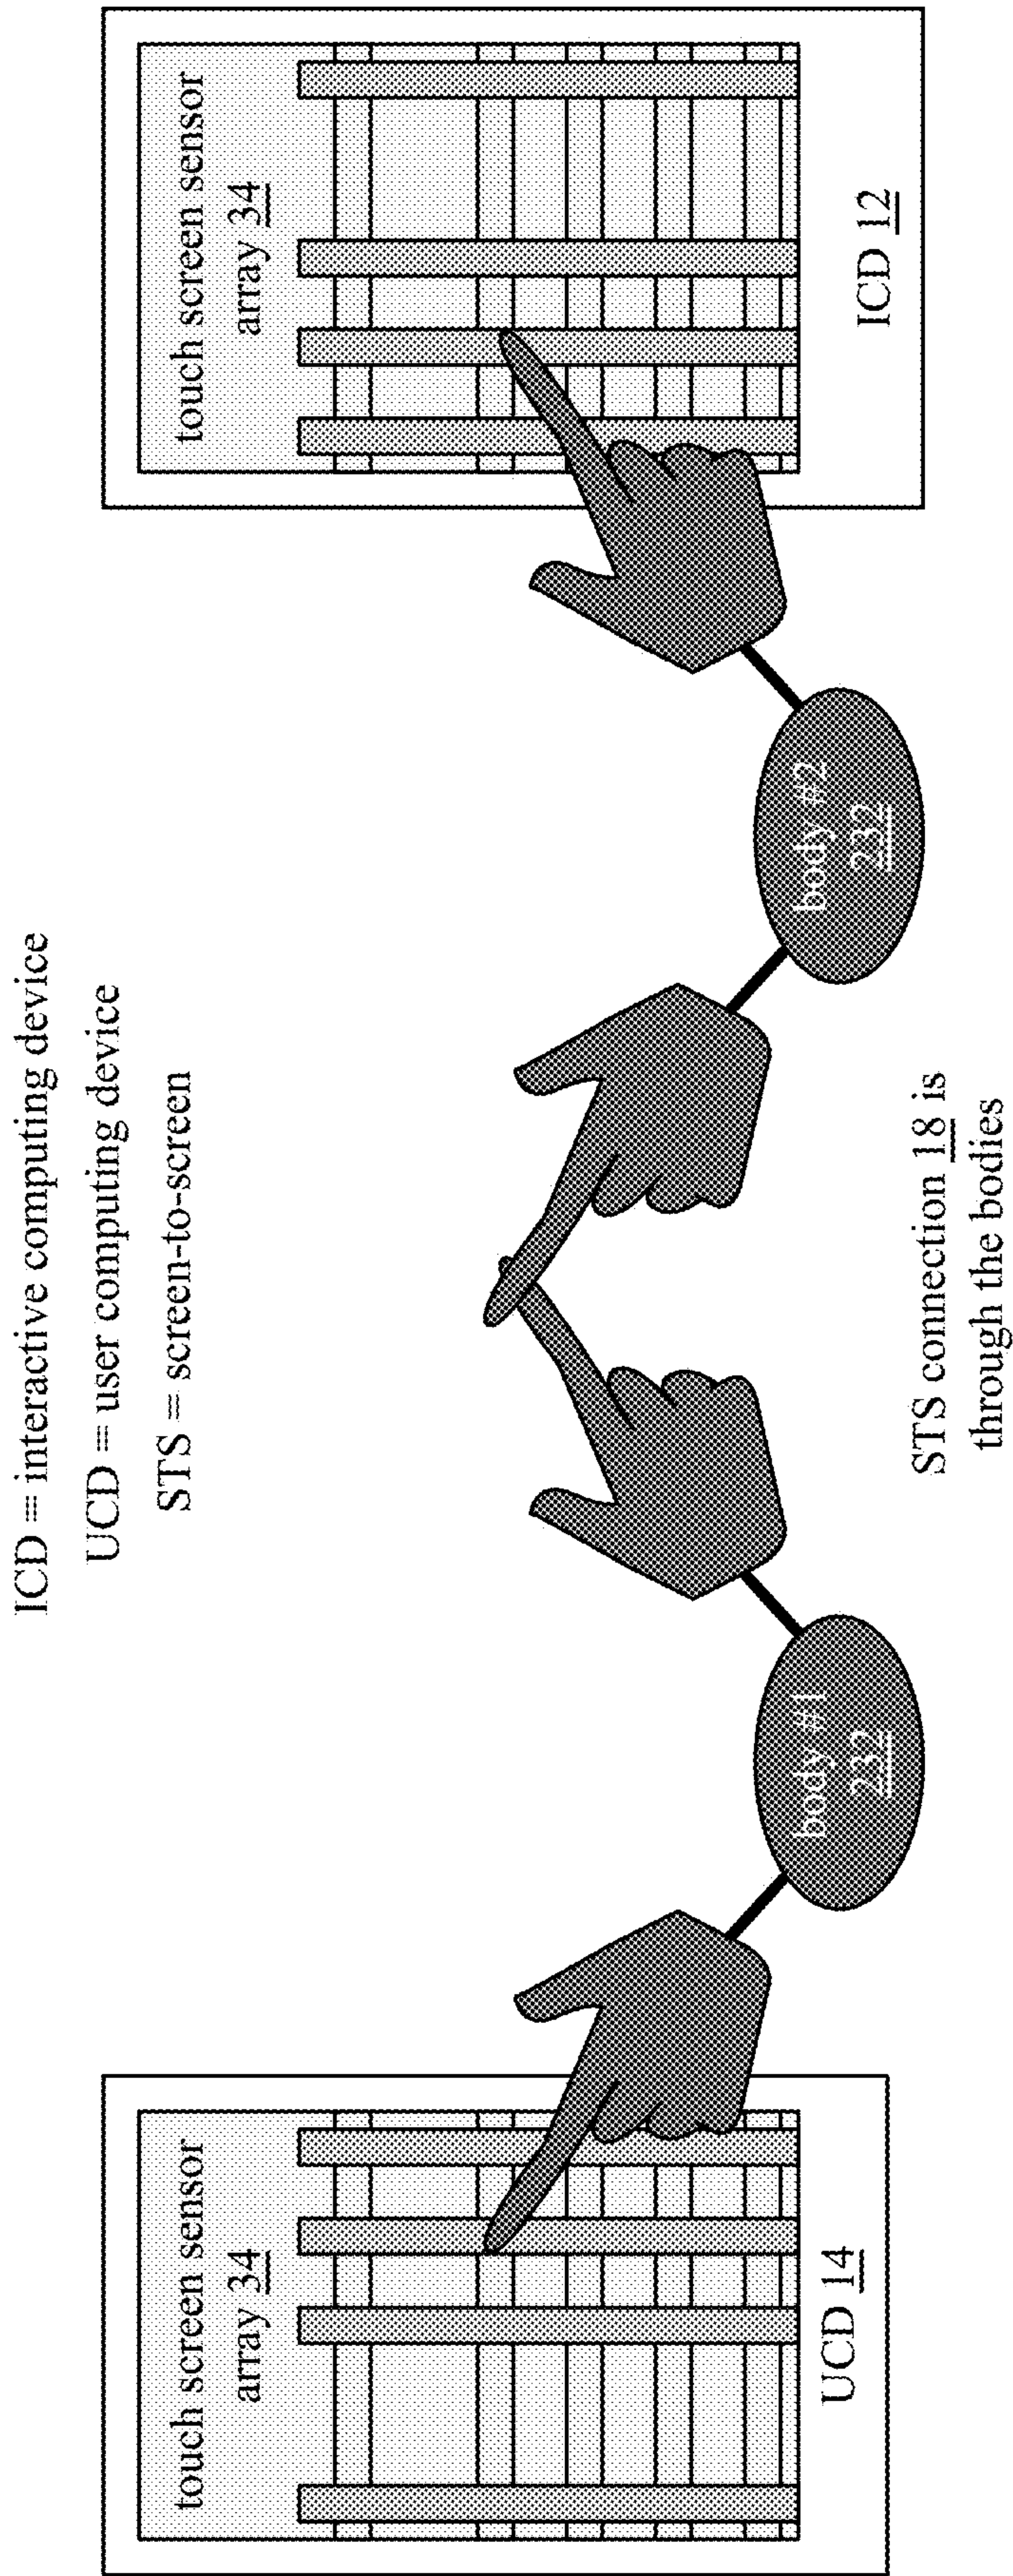 ICD = interactive computing device
UCD = user computing device
STS = screen-to-screen
touch screen sensor
array 34
UCD 14
body #1
232
body #2
232
touch screen sensor
array 34
ICD 12
STS connection 18 is
through the bodies